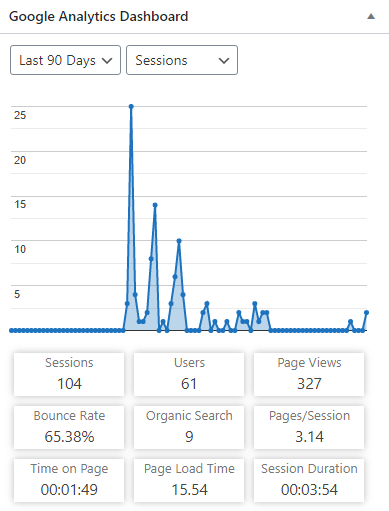 Google Analytics Dashboard
Last 90 Days Sessions
25
20
15
10
5
Sessions Users Page Views
104 61 327
Bounce Rate Organic Search Pages/Session
65.38% 9 3.14
Time on Page Page Load Time Session Duration
00:01:49 15.54 00:03:54